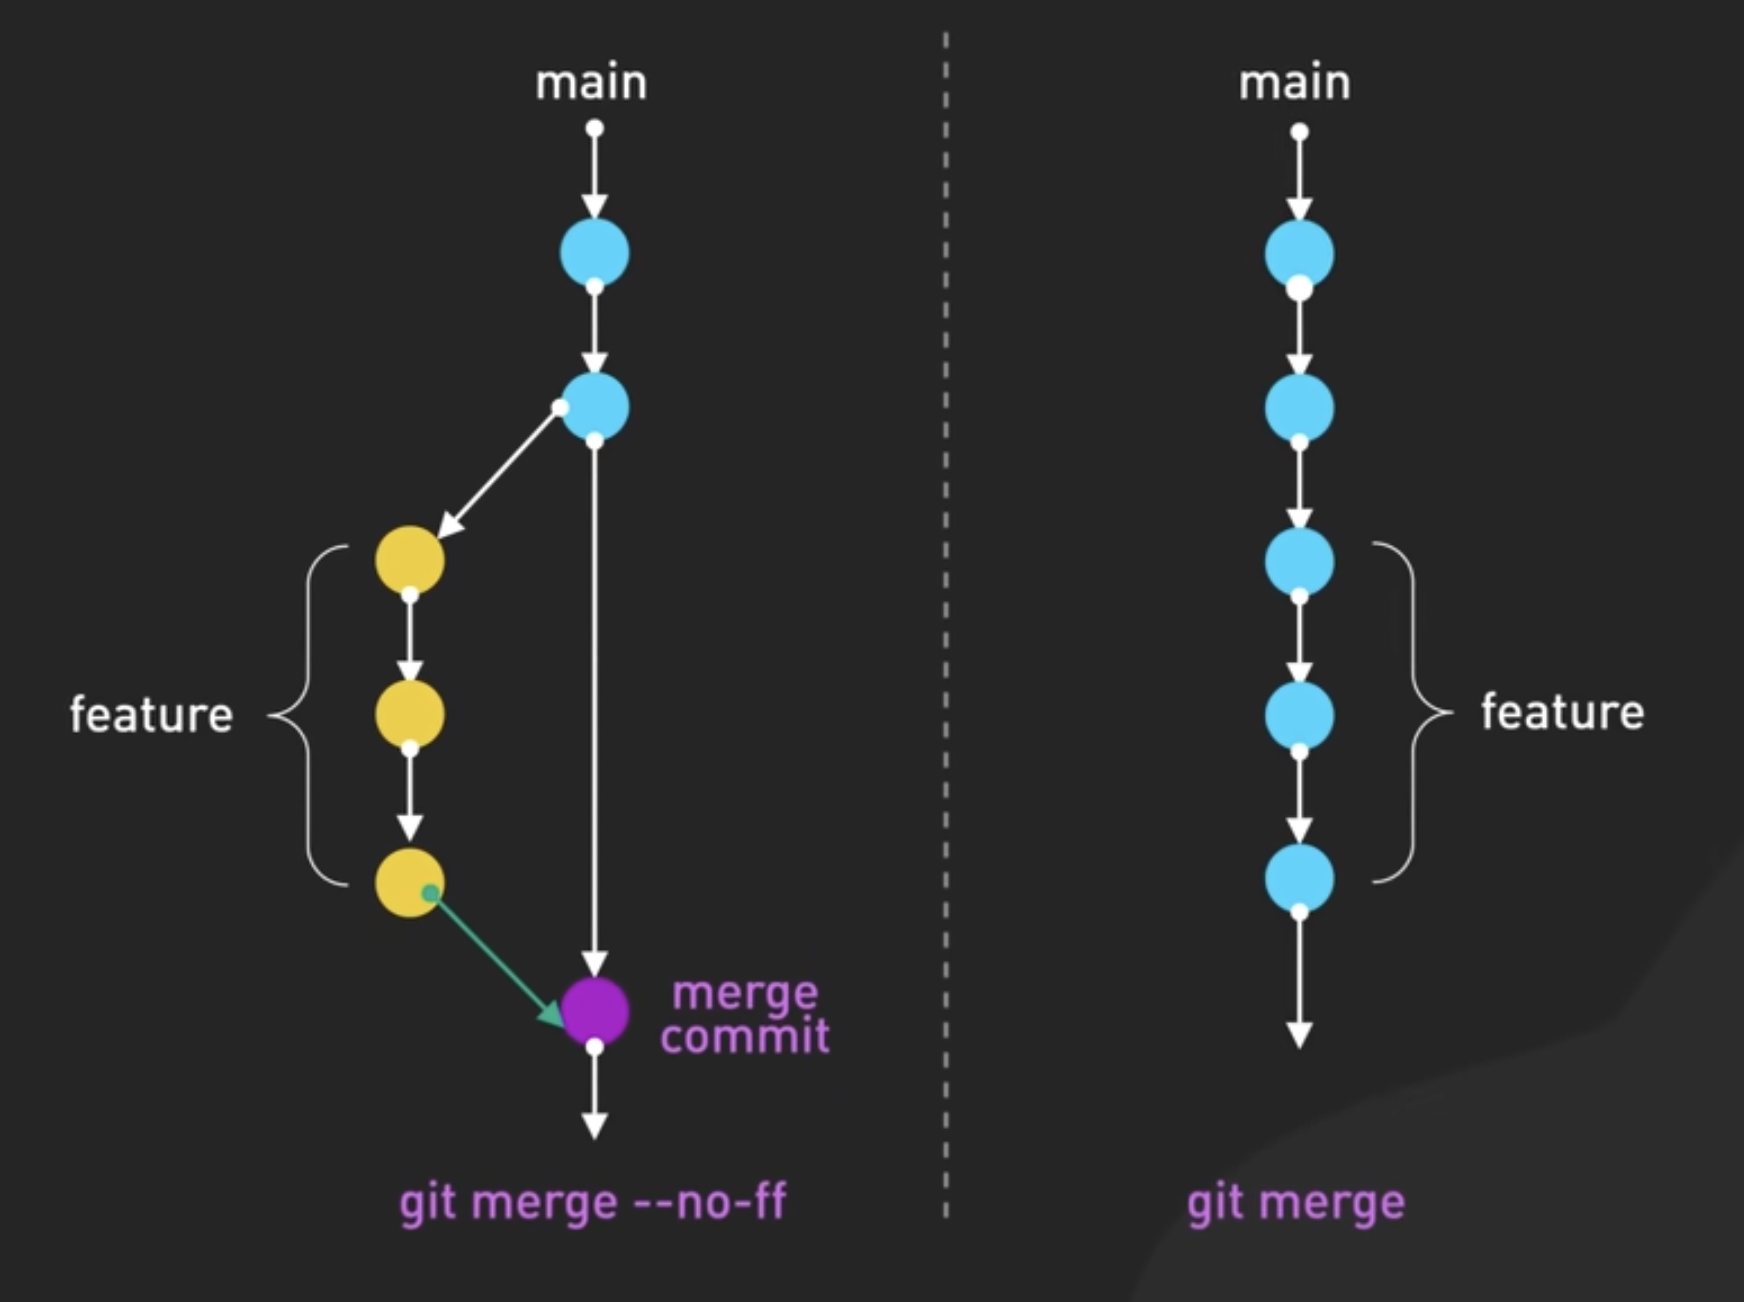 main
feature
merge
commit
git merge --no-ff
main
feature
git merge